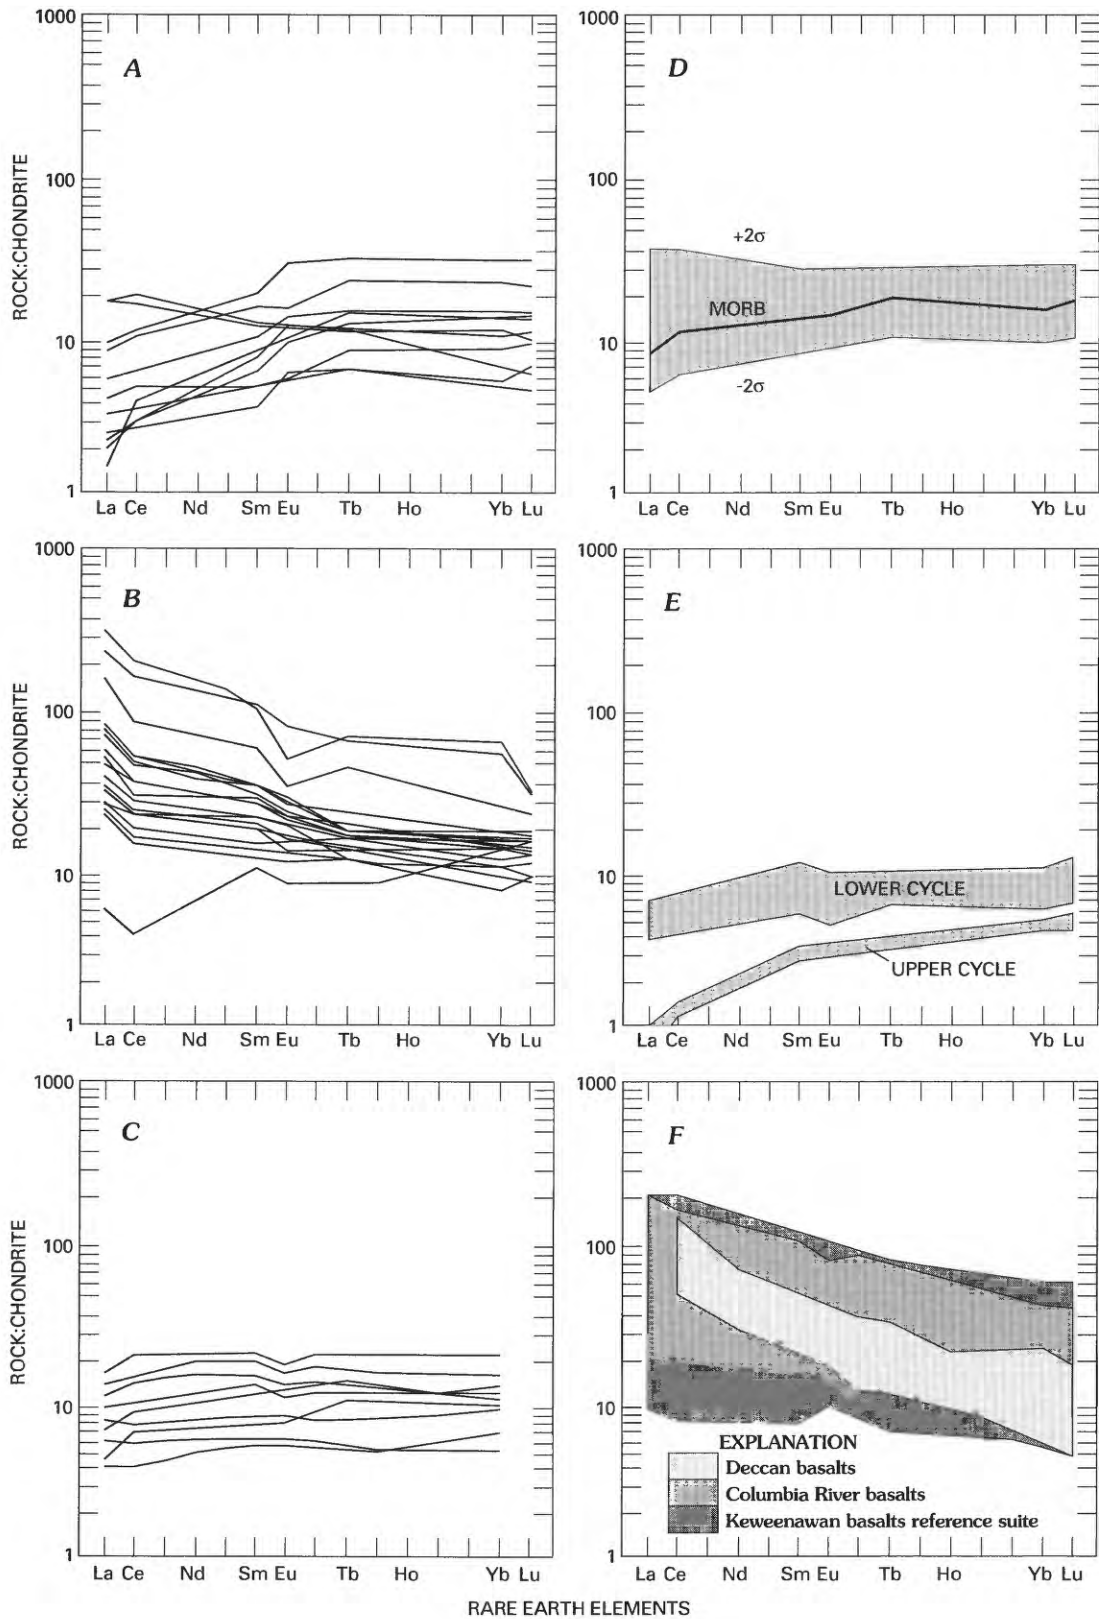 1000
100
10
1
ROCK:CHONDRITE
A
La Ce Nd Sm Eu Tb Ho Yb Lu
1000
100
10
1
D
+2σ
MORB
-2σ
La Ce Nd Sm Eu Tb Ho Yb Lu
1000
100
10
1
ROCK:CHONDRITE
B
La Ce Nd Sm Eu Tb Ho Yb Lu
1000
100
10
1
E
LOWER CYCLE
UPPER CYCLE
La Ce Nd Sm Eu Tb Ho Yb Lu
1000
100
10
1
ROCK:CHONDRITE
C
La Ce Nd Sm Eu Tb Ho Yb Lu
1000
100
10
1
F
EXPLANATION
Deccan basalts
Columbia River basalts
Keweenawan basalts reference suite
La Ce Nd Sm Eu Tb Ho Yb Lu
RARE EARTH ELEMENTS